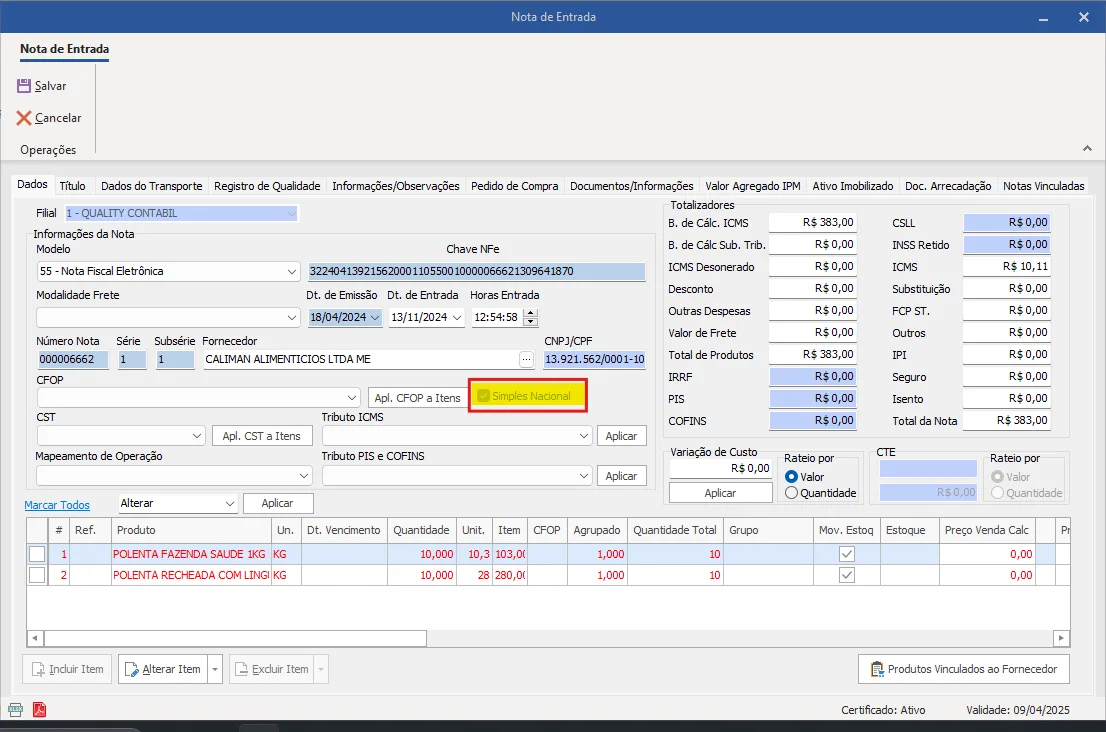 Nota de Entrada
Nota de Entrada
Salvar
Cancelar
Operações
Dados Título Dados do Transporte Registro de Qualidade Informações/Observações Pedido de Compra Documentos/Informações Valor Agregado IPM Ativo Imobilizado Doc. Arrecadação Notas Vinculadas
Filial 1 - QUALITY CONTABIL
Informações da Nota
Modelo Chave NFe
55 - Nota Fiscal Eletrônica 32240413921562000110550010000066621309641870
Modalidade Frete Dt. de Emissão Dt. de Entrada Horas Entrada
18/04/2024 13/11/2024 12:54:58
Número Nota Série Subsérie Fornecedor CNPJ/CPF
000006662 1 1 CALIMAN ALIMENTICIOS LTDA ME ... 13.921.562/0001-10
CFOP
Apl. CFOP a Itens Simples Nacional
CST Tributo ICMS
Apl. CST a Itens Aplicar
Mapeamento de Operação Tributo PIS e COFINS
Aplicar
Totalizadores
B. de Cálc. ICMS R$ 383,00 CSLL R$ 0,00
B. de Cálc Sub. Trib. R$ 0,00 INSS Retido R$ 0,00
ICMS Desonerado R$ 0,00 ICMS R$ 10,11
Desconto R$ 0,00 Substituição R$ 0,00
Outras Despesas R$ 0,00 FCP ST. R$ 0,00
Valor de Frete R$ 0,00 Outros R$ 0,00
Total de Produtos R$ 383,00 IPI R$ 0,00
IRRF R$ 0,00 Seguro R$ 0,00
PIS R$ 0,00 Isento R$ 0,00
COFINS R$ 0,00 Total da Nota R$ 383,00
Variação de Custo Rateio por CTE Rateio por
R$ 0,00 Valor Valor
Aplicar Quantidade R$ 0,00 Quantidade
Marcar Todos Alterar Aplicar
# Ref. Produto Un. Dt. Vencimento Quantidade Unit. Item CFOP Agrupado Quantidade Total Grupo Mov. Estoq Estoque Preço Venda Calc Pr
1 POLENTA FAZENDA SAUDE 1KG KG 10,000 10,3 103,00 1,000 10 0,00
2 POLENTA RECHEADA COM LINGU KG 10,000 28 280,00 1,000 10 0,00
Incluir Item Alterar Item Excluir Item Produtos Vinculados ao Fornecedor
Certificado: Ativo Validade: 09/04/2025